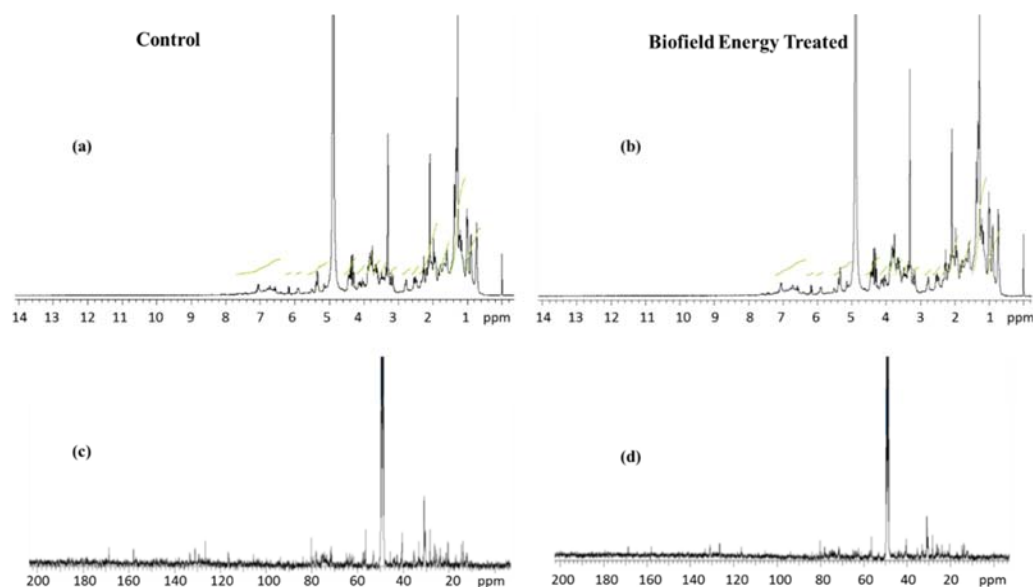 Control
Biofield Energy Treated
(a)
(b)
14 13 12 11 10 9 8 7 6 5 4 3 2 1 ppm
14 13 12 11 10 9 8 7 6 5 4 3 2 1 ppm
(c)
(d)
200 180 160 140 120 100 80 60 40 20 ppm
200 180 160 140 120 100 80 60 40 20 ppm